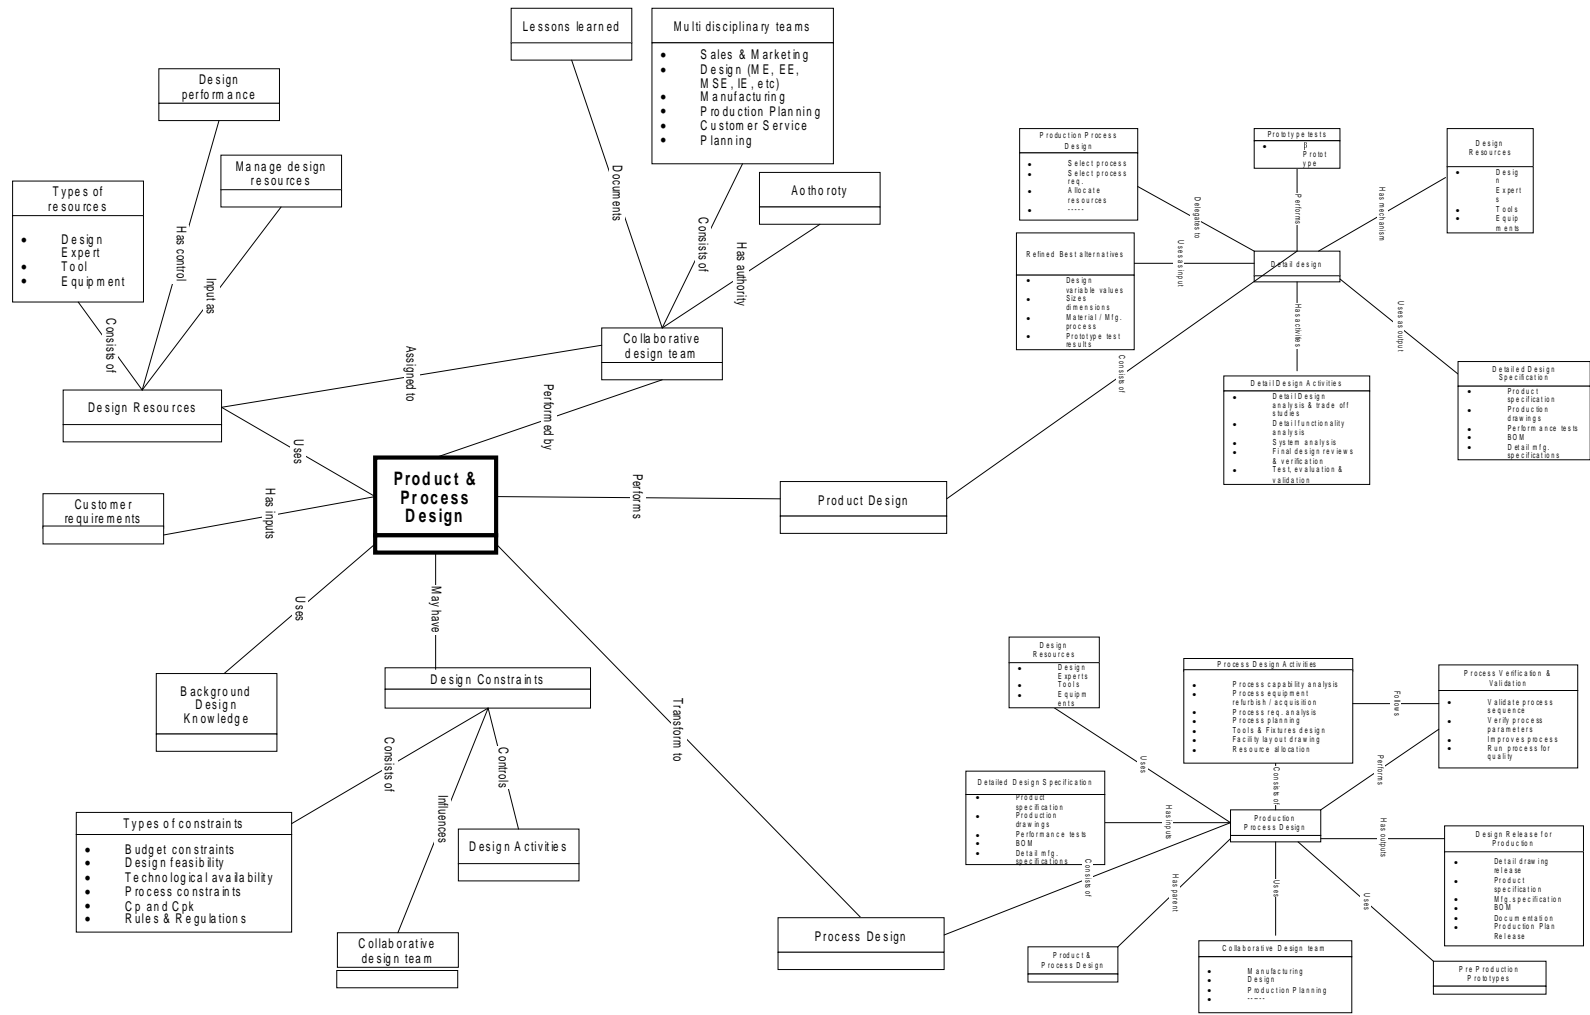 Lessons learned
Multi disciplinary teams
• Sales & Marketing
• Design (ME, EE,
MSE, IE, etc)
• Manufacturing
• Production Planning
• Customer Service
• Planning
Design
performance
Manage design
resources
Types of
resources
• Design
Expert
• Tool
• Equipment
Aothoroty
Documents
Consists of
Has authority
Has control
Input as
Consists of
Collaborative
design team
Assigned to
Performed by
Design Resources
Uses
Product &
Process
Design
Customer
requirements
Has inputs
Performs
Product Design
Uses
May have
Background
Design
Knowledge
Design Constraints
Transform to
Consists of
Influences
Controls
Types of constraints
• Budget constraints
• Design feasibility
• Technological availability
• Process constraints
• Cp and Cpk
• Rules & Regulations
Design Activities
Collaborative
design team
Process Design
Production Process
Design
• Select process
• Select process
req.
• Allocate
resources
• -----
Prototype tests
• β
Protot
ype
Design
Resources
• Desig
n
Expert
s
• Tools
• Equip
ments
Delegates to
Performs
Has mechanism
Refined Best alternatives
• Design
variable values
• Sizes
dimensions
• Material / Mfg.
process
• Prototype test
results
Uses as input
Detail design
Consists of
Has activities
Uses as output
Detail Design Activities
• Detail Design
analysis & trade off
studies
• Detail functionality
analysis
• System analysis
• Final design reviews
& verification
• Test, evaluation &
validation
Detailed Design
Specification
• Product
specification
• Production
drawings
• Performance tests
• BOM
• Detail mfg.
specifications
Design
Resources
• Design
Experts
• Tools
• Equipm
ents
Process Design Activities
• Process capability analysis
• Process equipment
refurbish / acquisition
• Process req. analysis
• Process planning
• Tools & Fixtures design
• Facility layout drawing
• Resource allocation
Follows
Process Verification &
Validation
• Validate process
sequence
• Verify process
parameters
• Improves process
• Run process for
quality
Uses
Consists of
Performs
Detailed Design Specification
• Product
specification
• Production
drawings
• Performance tests
• BOM
• Detail mfg.
specifications
Has inputs
Production
Process Design
Has outputs
Design Release for
Production
• Detail drawing
release
• Product
specification
• Mfg.specification
• BOM
• Documentation
• Production Plan
Release
Consists of
Has parent
Uses
Uses
Product &
Process Design
Collaborative Design team
• Manufacturing
• Design
• Production Planning
• -----
Pre Production
Prototypes